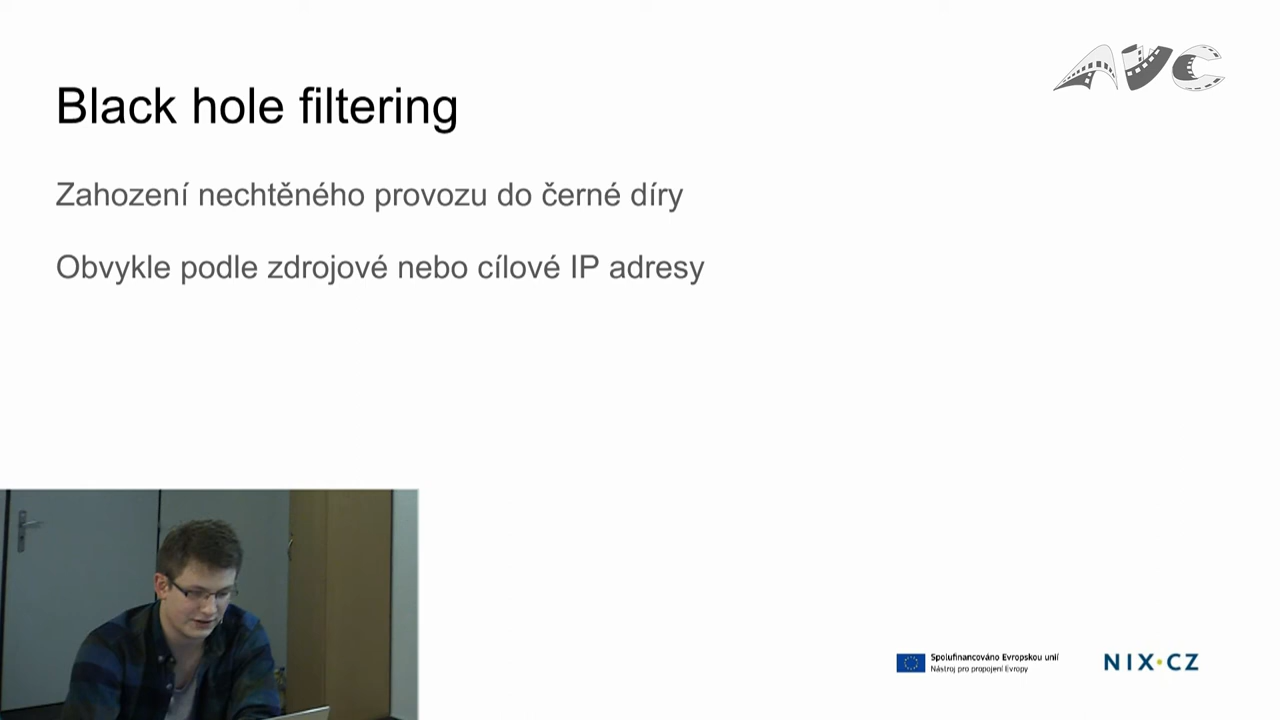 AVC
Black hole filtering
Zahození nechtěného provozu do černé díry
Obvykle podle zdrojové nebo cílové IP adresy
Spolufinancováno Evropskou unií
Nástroj pro propojení Evropy
NIX·CZ